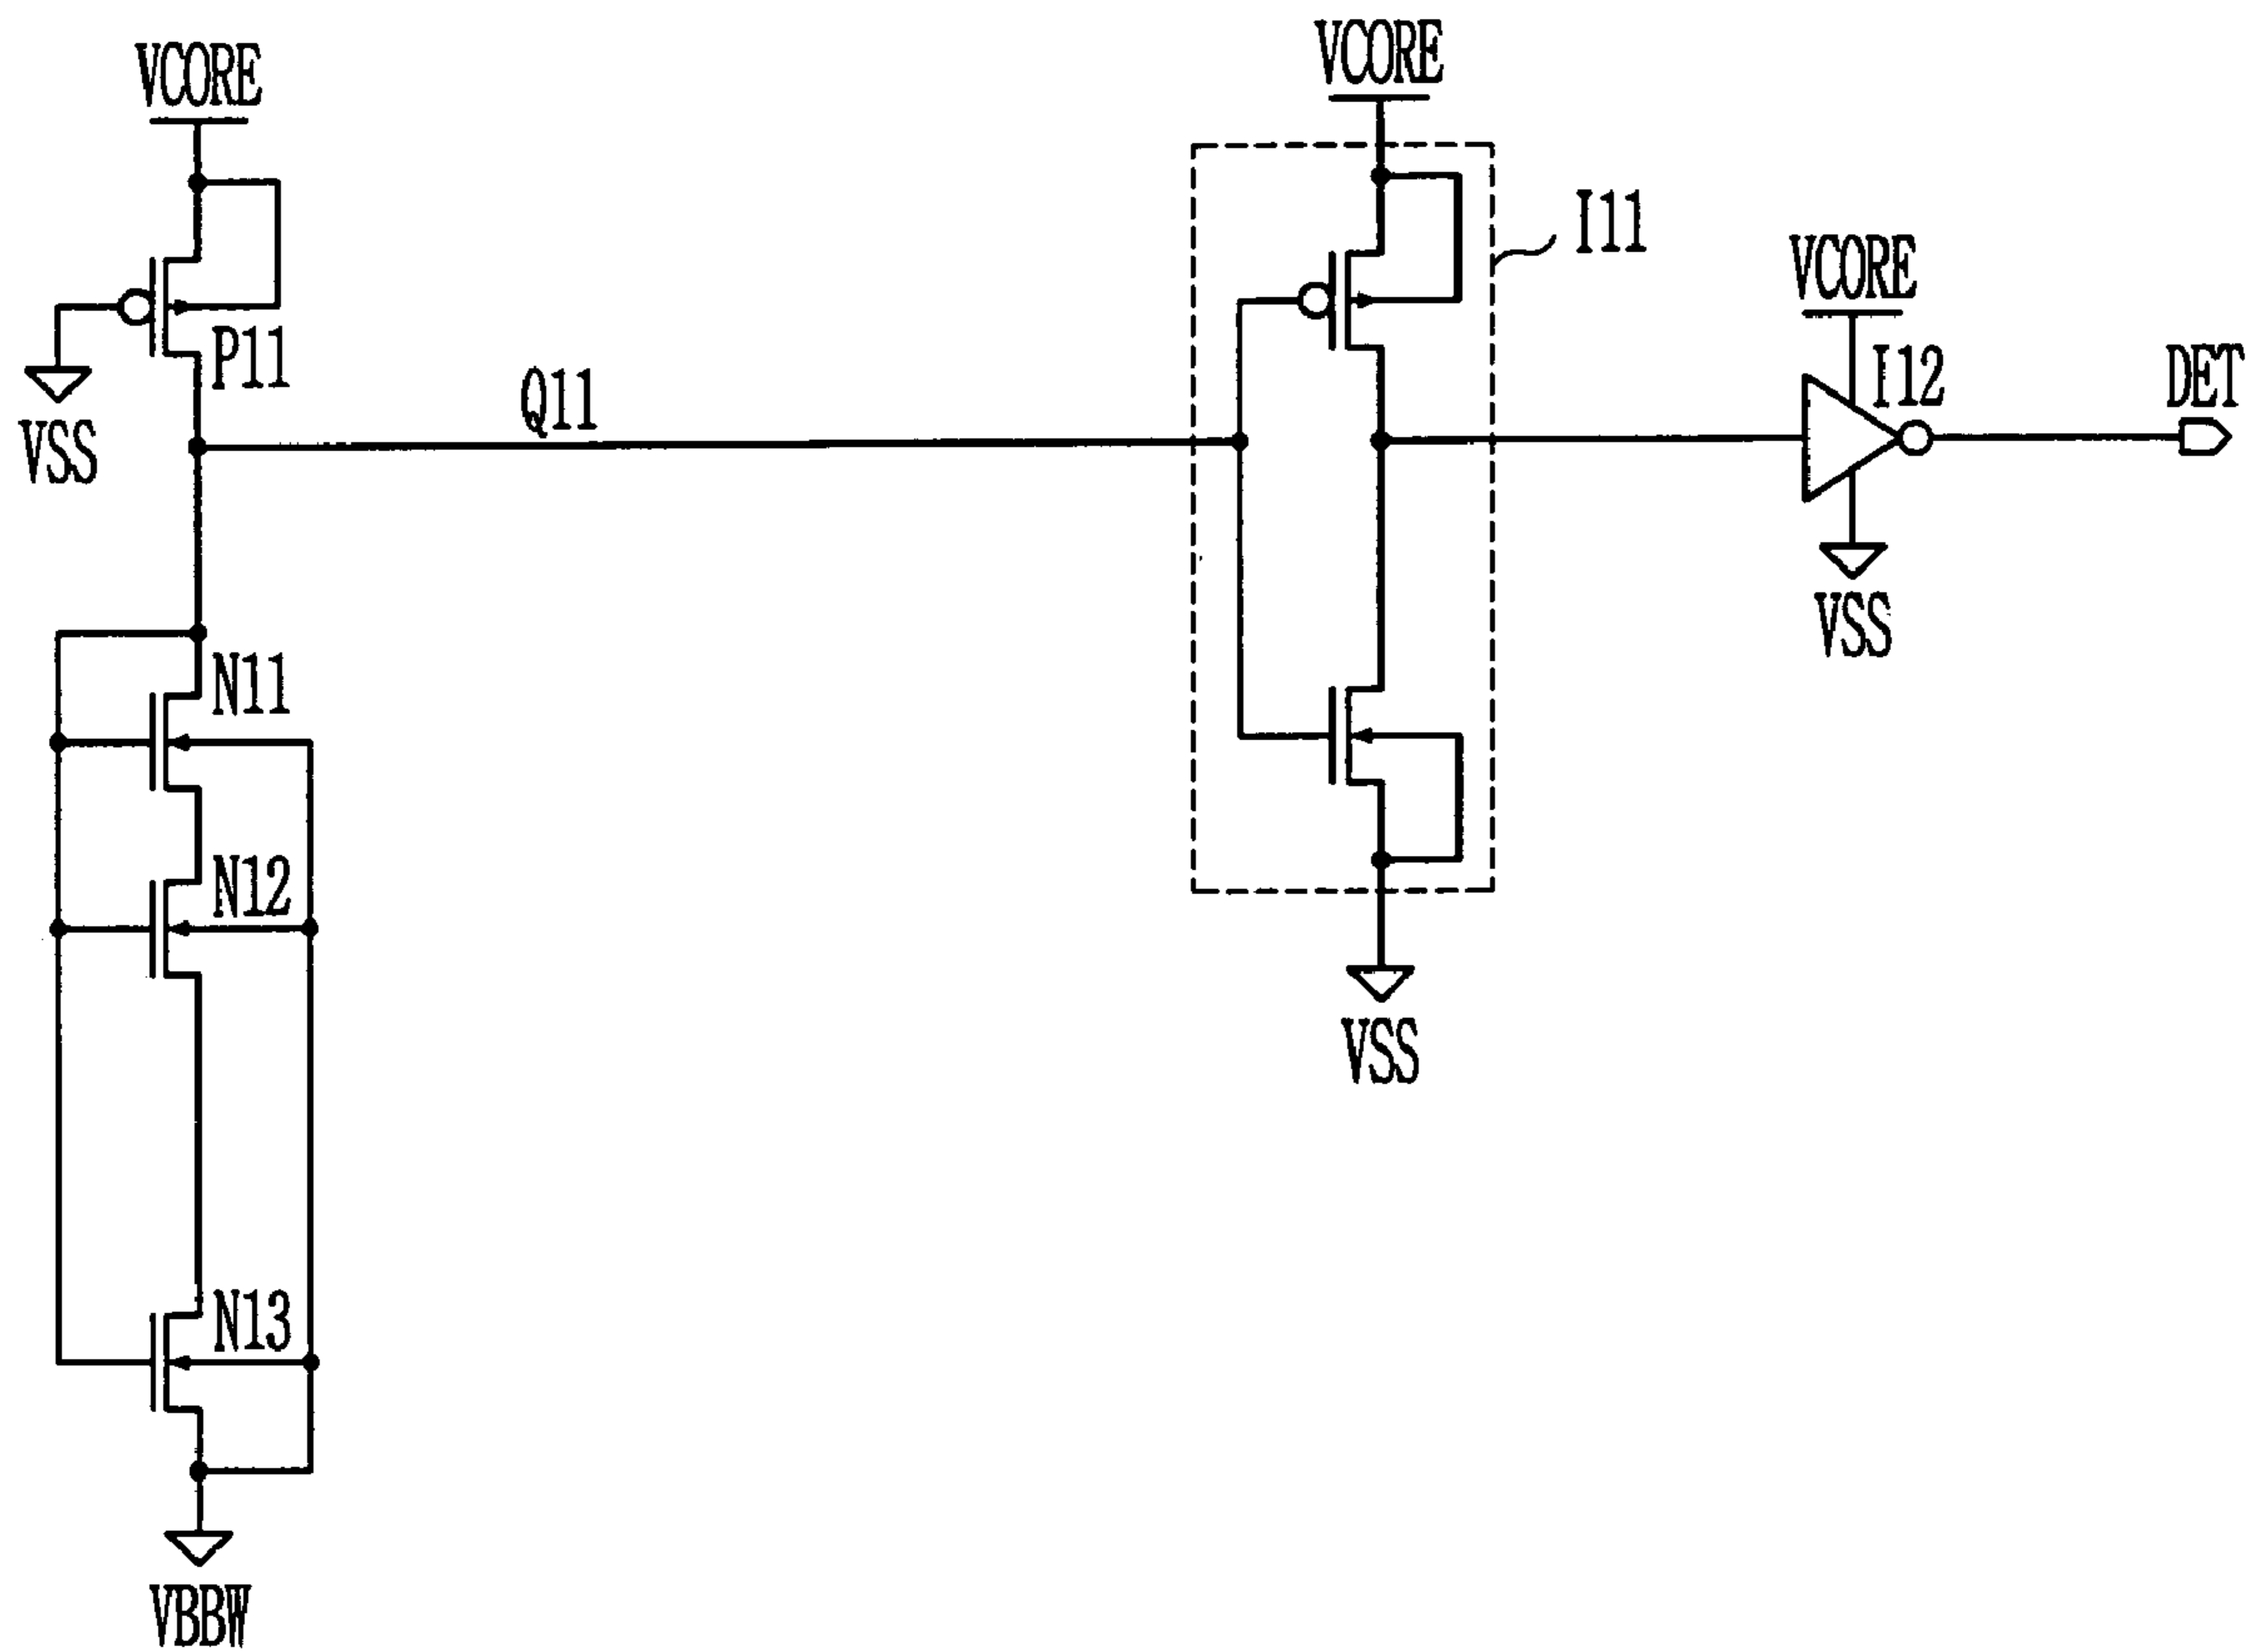 VCORE
VCORE
I11
VCORE
P11
I12
DET
Q11
VSS
VSS
N11
N12
VSS
N13
VBBW